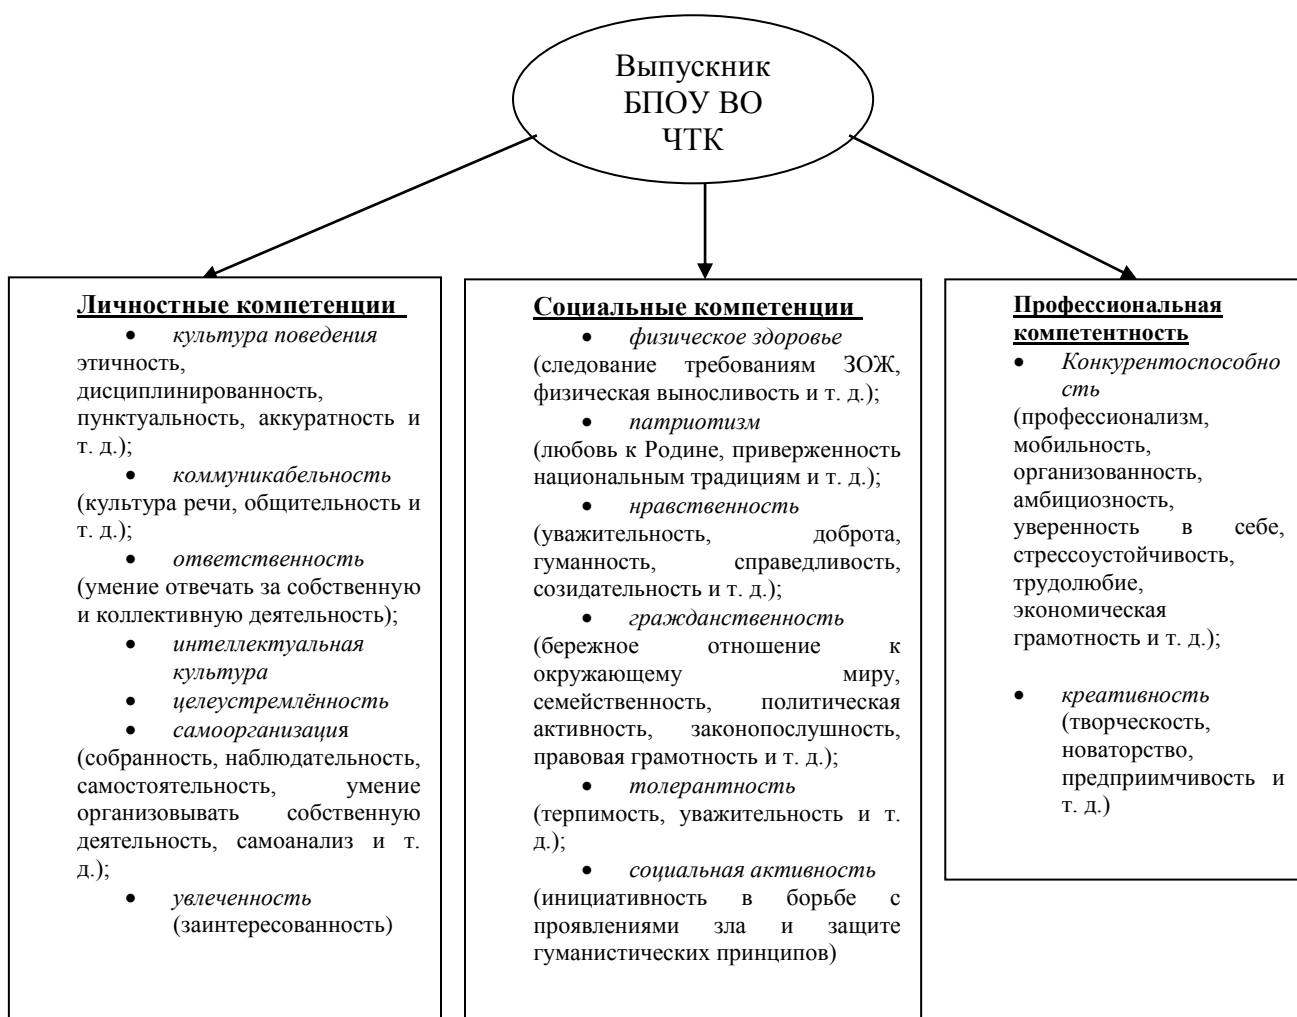 Выпускник
БПОУ ВО
ЧТК
Личностные компетенции
• культура поведения
этичность,
дисциплинированность,
пунктуальность, аккуратность и
т. д.);
• коммуникабельность
(культура речи, общительность и
т. д.);
• ответственность
(умение отвечать за собственную
и коллективную деятельность);
• интеллектуальная
культура
• целеустремлённость
• самоорганизация
(собранность, наблюдательность,
самостоятельность, умение
организовывать собственную
деятельность, самоанализ и т.
д.);
• увлеченность
(заинтересованность)
Социальные компетенции
• физическое здоровье
(следование требованиям ЗОЖ,
физическая выносливость и т. д.);
• патриотизм
(любовь к Родине, приверженность
национальным традициям и т. д.);
• нравственность
(уважительность, доброта,
гуманность, справедливость,
созидательность и т. д.);
• гражданственность
(бережное отношение к
окружающему миру,
семейственность, политическая
активность, законопослушность,
правовая грамотность и т. д.);
• толерантность
(терпимость, уважительность и т.
д.);
• социальная активность
(инициативность в борьбе с
проявлениями зла и защите
гуманистических принципов)
Профессиональная
компетентность
• Конкурентоспособно
сть
(профессионализм,
мобильность,
организованность,
амбициозность,
уверенность в себе,
стрессоустойчивость,
трудолюбие,
экономическая
грамотность и т. д.);
• креативность
(творческость,
новаторство,
предприимчивость и
т. д.)